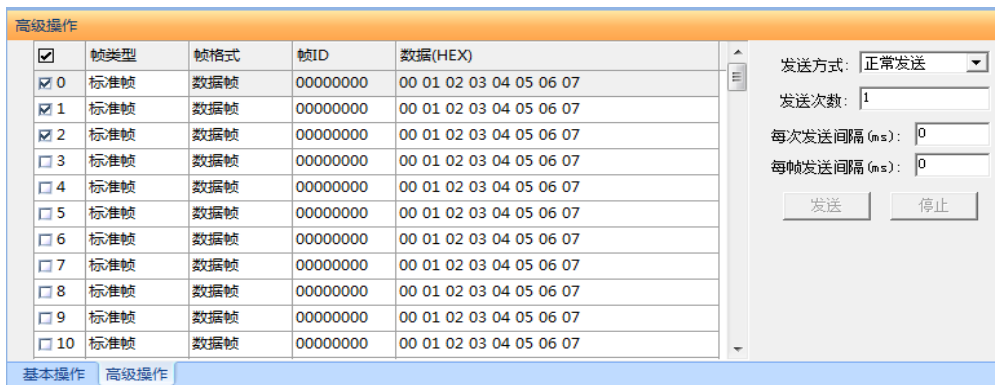 高级操作
帧类型 帧格式 帧ID 数据(HEX)
0 标准帧 数据帧 00000000 00 01 02 03 04 05 06 07
1 标准帧 数据帧 00000000 00 01 02 03 04 05 06 07
2 标准帧 数据帧 00000000 00 01 02 03 04 05 06 07
3 标准帧 数据帧 00000000 00 01 02 03 04 05 06 07
4 标准帧 数据帧 00000000 00 01 02 03 04 05 06 07
5 标准帧 数据帧 00000000 00 01 02 03 04 05 06 07
6 标准帧 数据帧 00000000 00 01 02 03 04 05 06 07
7 标准帧 数据帧 00000000 00 01 02 03 04 05 06 07
8 标准帧 数据帧 00000000 00 01 02 03 04 05 06 07
9 标准帧 数据帧 00000000 00 01 02 03 04 05 06 07
10 标准帧 数据帧 00000000 00 01 02 03 04 05 06 07
发送方式: 正常发送
发送次数: 1
每次发送间隔(ms): 0
每帧发送间隔(ms): 0
发送 停止
基本操作 高级操作